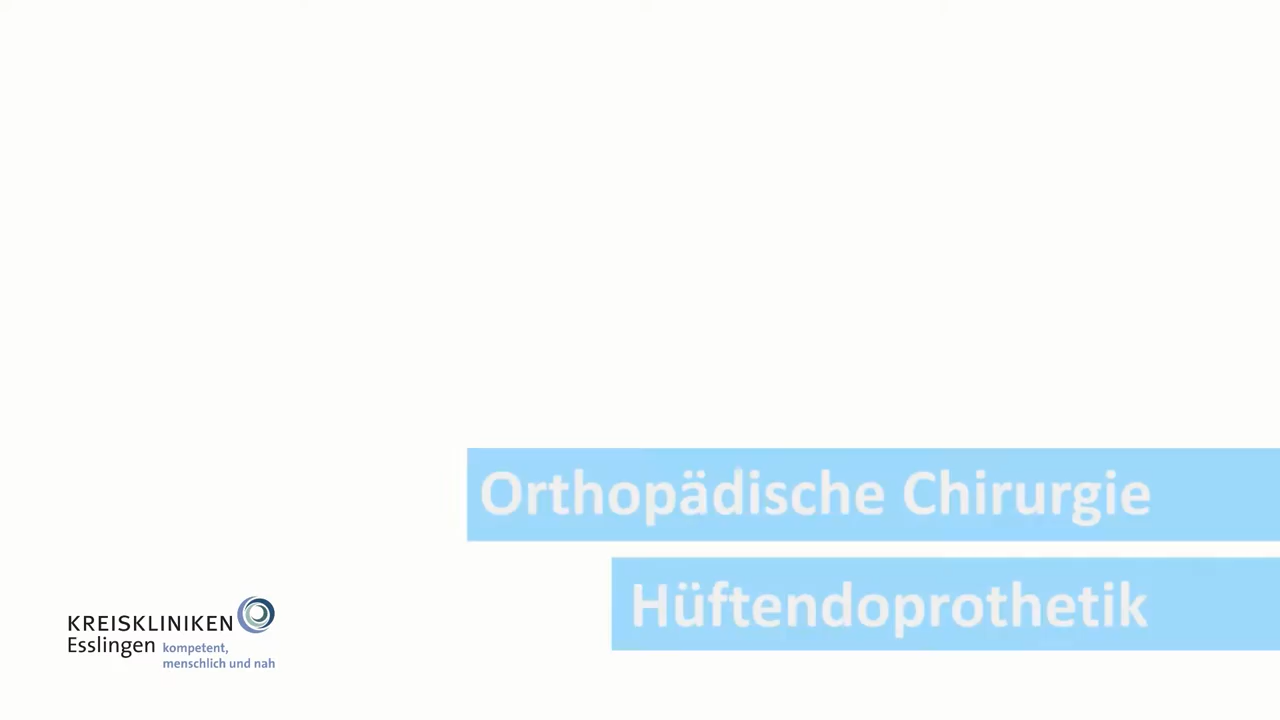 Orthopädische Chirurgie
Hüftendoprothetik
KREISKLINIKEN
Esslingen kompetent,
menschlich und nah